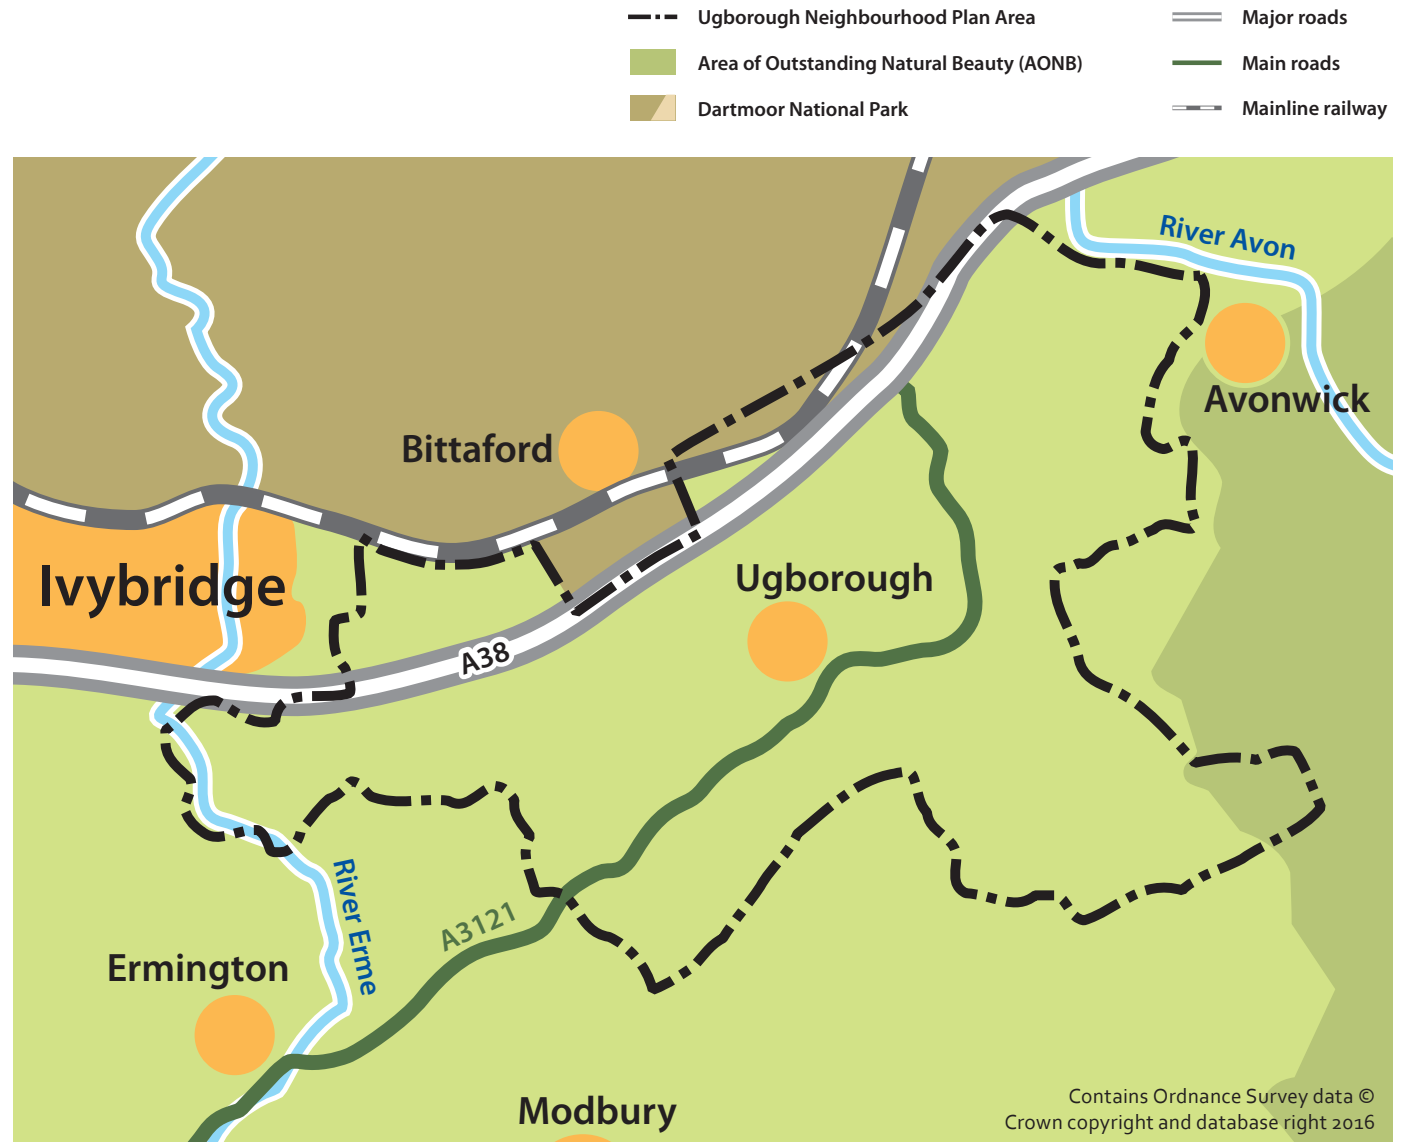 Ugborough Neighbourhood Plan Area
Major roads
Area of Outstanding Natural Beauty (AONB)
Main roads
Dartmoor National Park
Mainline railway
River Avon
Avonwick
Bittaford
Ivybridge
Ugborough
A38
River Erme
A3121
Ermington
Modbury
Contains Ordnance Survey data ©
Crown copyright and database right 2016